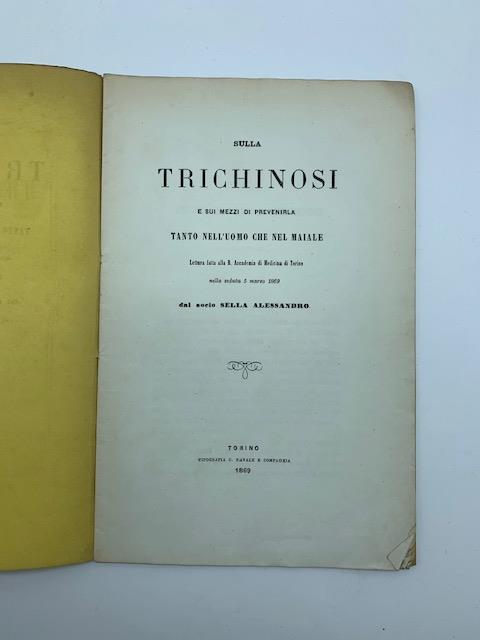 SULLA
TRICHINOSI
E SUI MEZZI DI PREVENIRLA
TANTO NELL'UOMO CHE NEL MAIALE
Lettura fatta alla R. Accademia di Medicina di Torino
nella seduta 5 marzo 1869
dal socio SELLA ALESSANDRO.
TORINO
TIPOGRAFIA C. FAVALE E COMPAGNIA
1869